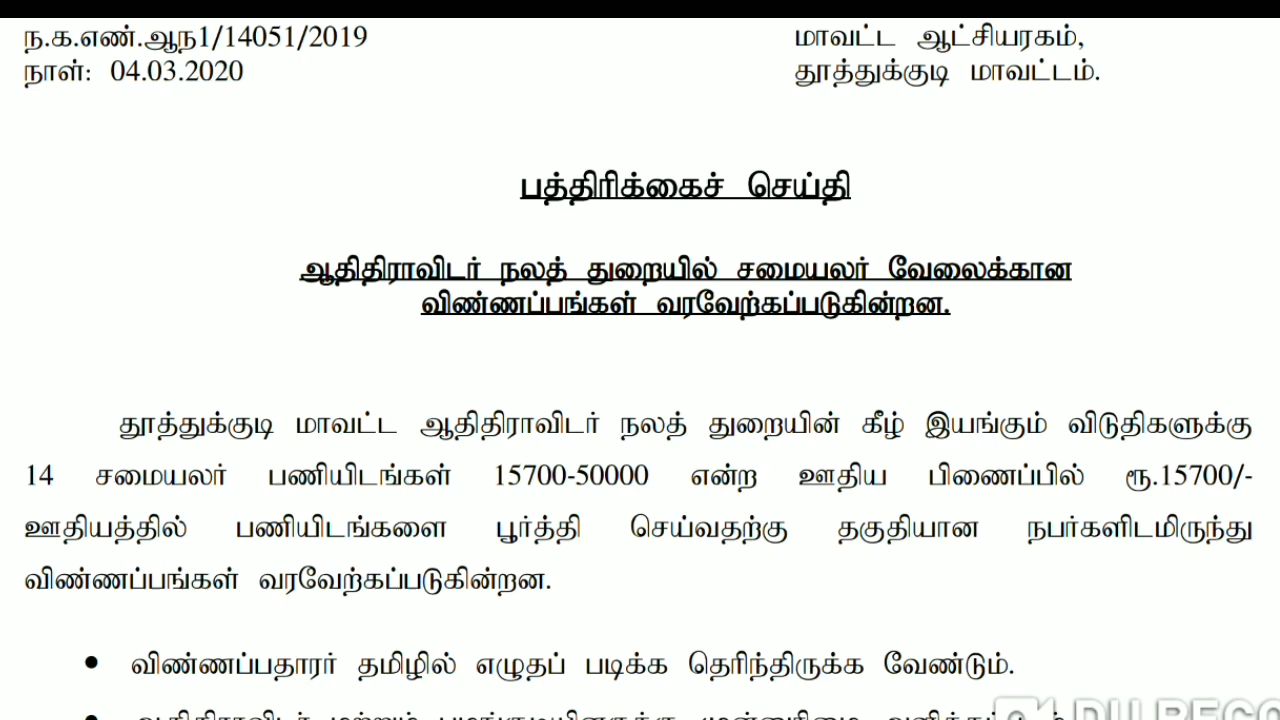 ந.க.எண்.ஆந1/14051/2019
நாள்: 04.03.2020
மாவட்ட ஆட்சியரகம்,
தூத்துக்குடி மாவட்டம்.
பத்திரிக்கைச் செய்தி
ஆதிதிராவிடர் நலத் துறையில் சமையலர் வேலைக்கான
விண்ணப்பங்கள் வரவேற்கப்படுகின்றன.
தூத்துக்குடி மாவட்ட ஆதிதிராவிடர் நலத் துறையின் கீழ் இயங்கும் விடுதிகளுக்கு
14 சமையலர் பணியிடங்கள் 15700-50000 என்ற ஊதிய பிணைப்பில் ரூ.15700/-
ஊதியத்தில் பணியிடங்களை பூர்த்தி செய்வதற்கு தகுதியான நபர்களிடமிருந்து
விண்ணப்பங்கள் வரவேற்கப்படுகின்றன.
• விண்ணப்பதாரர் தமிழில் எழுதப் படிக்க தெரிந்திருக்க வேண்டும்.